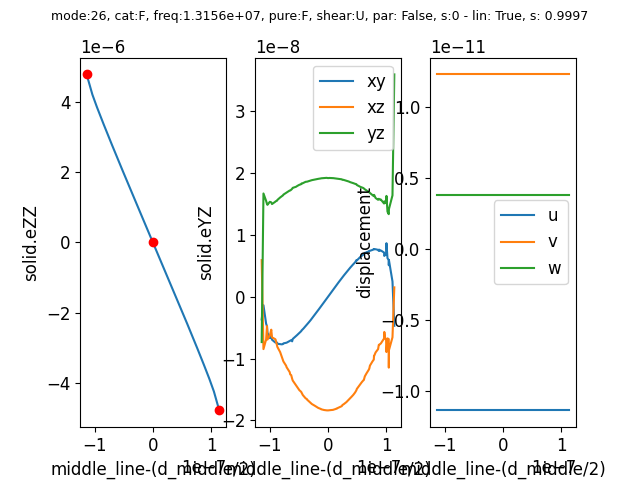 mode:26, cat:F, freq:1.3156e+07, pure:F, shear:U, par: False, s:0 - lin: True, s: 0.9997
1e−6
1e−8
1e−11
solid.eZZ
4
2
0
−2
−4
−1
0
1
1e−7
middle_line-(d_middle/2)
solid.eYZ
3
2
1
0
−1
−2
xy
xz
yz
−1
0
1
1e−7
middle_line-(d_middle/2)
displacement
1.0
0.5
0.0
−0.5
−1.0
u
v
w
−1
0
1
1e−7
middle_line-(d_middle/2)